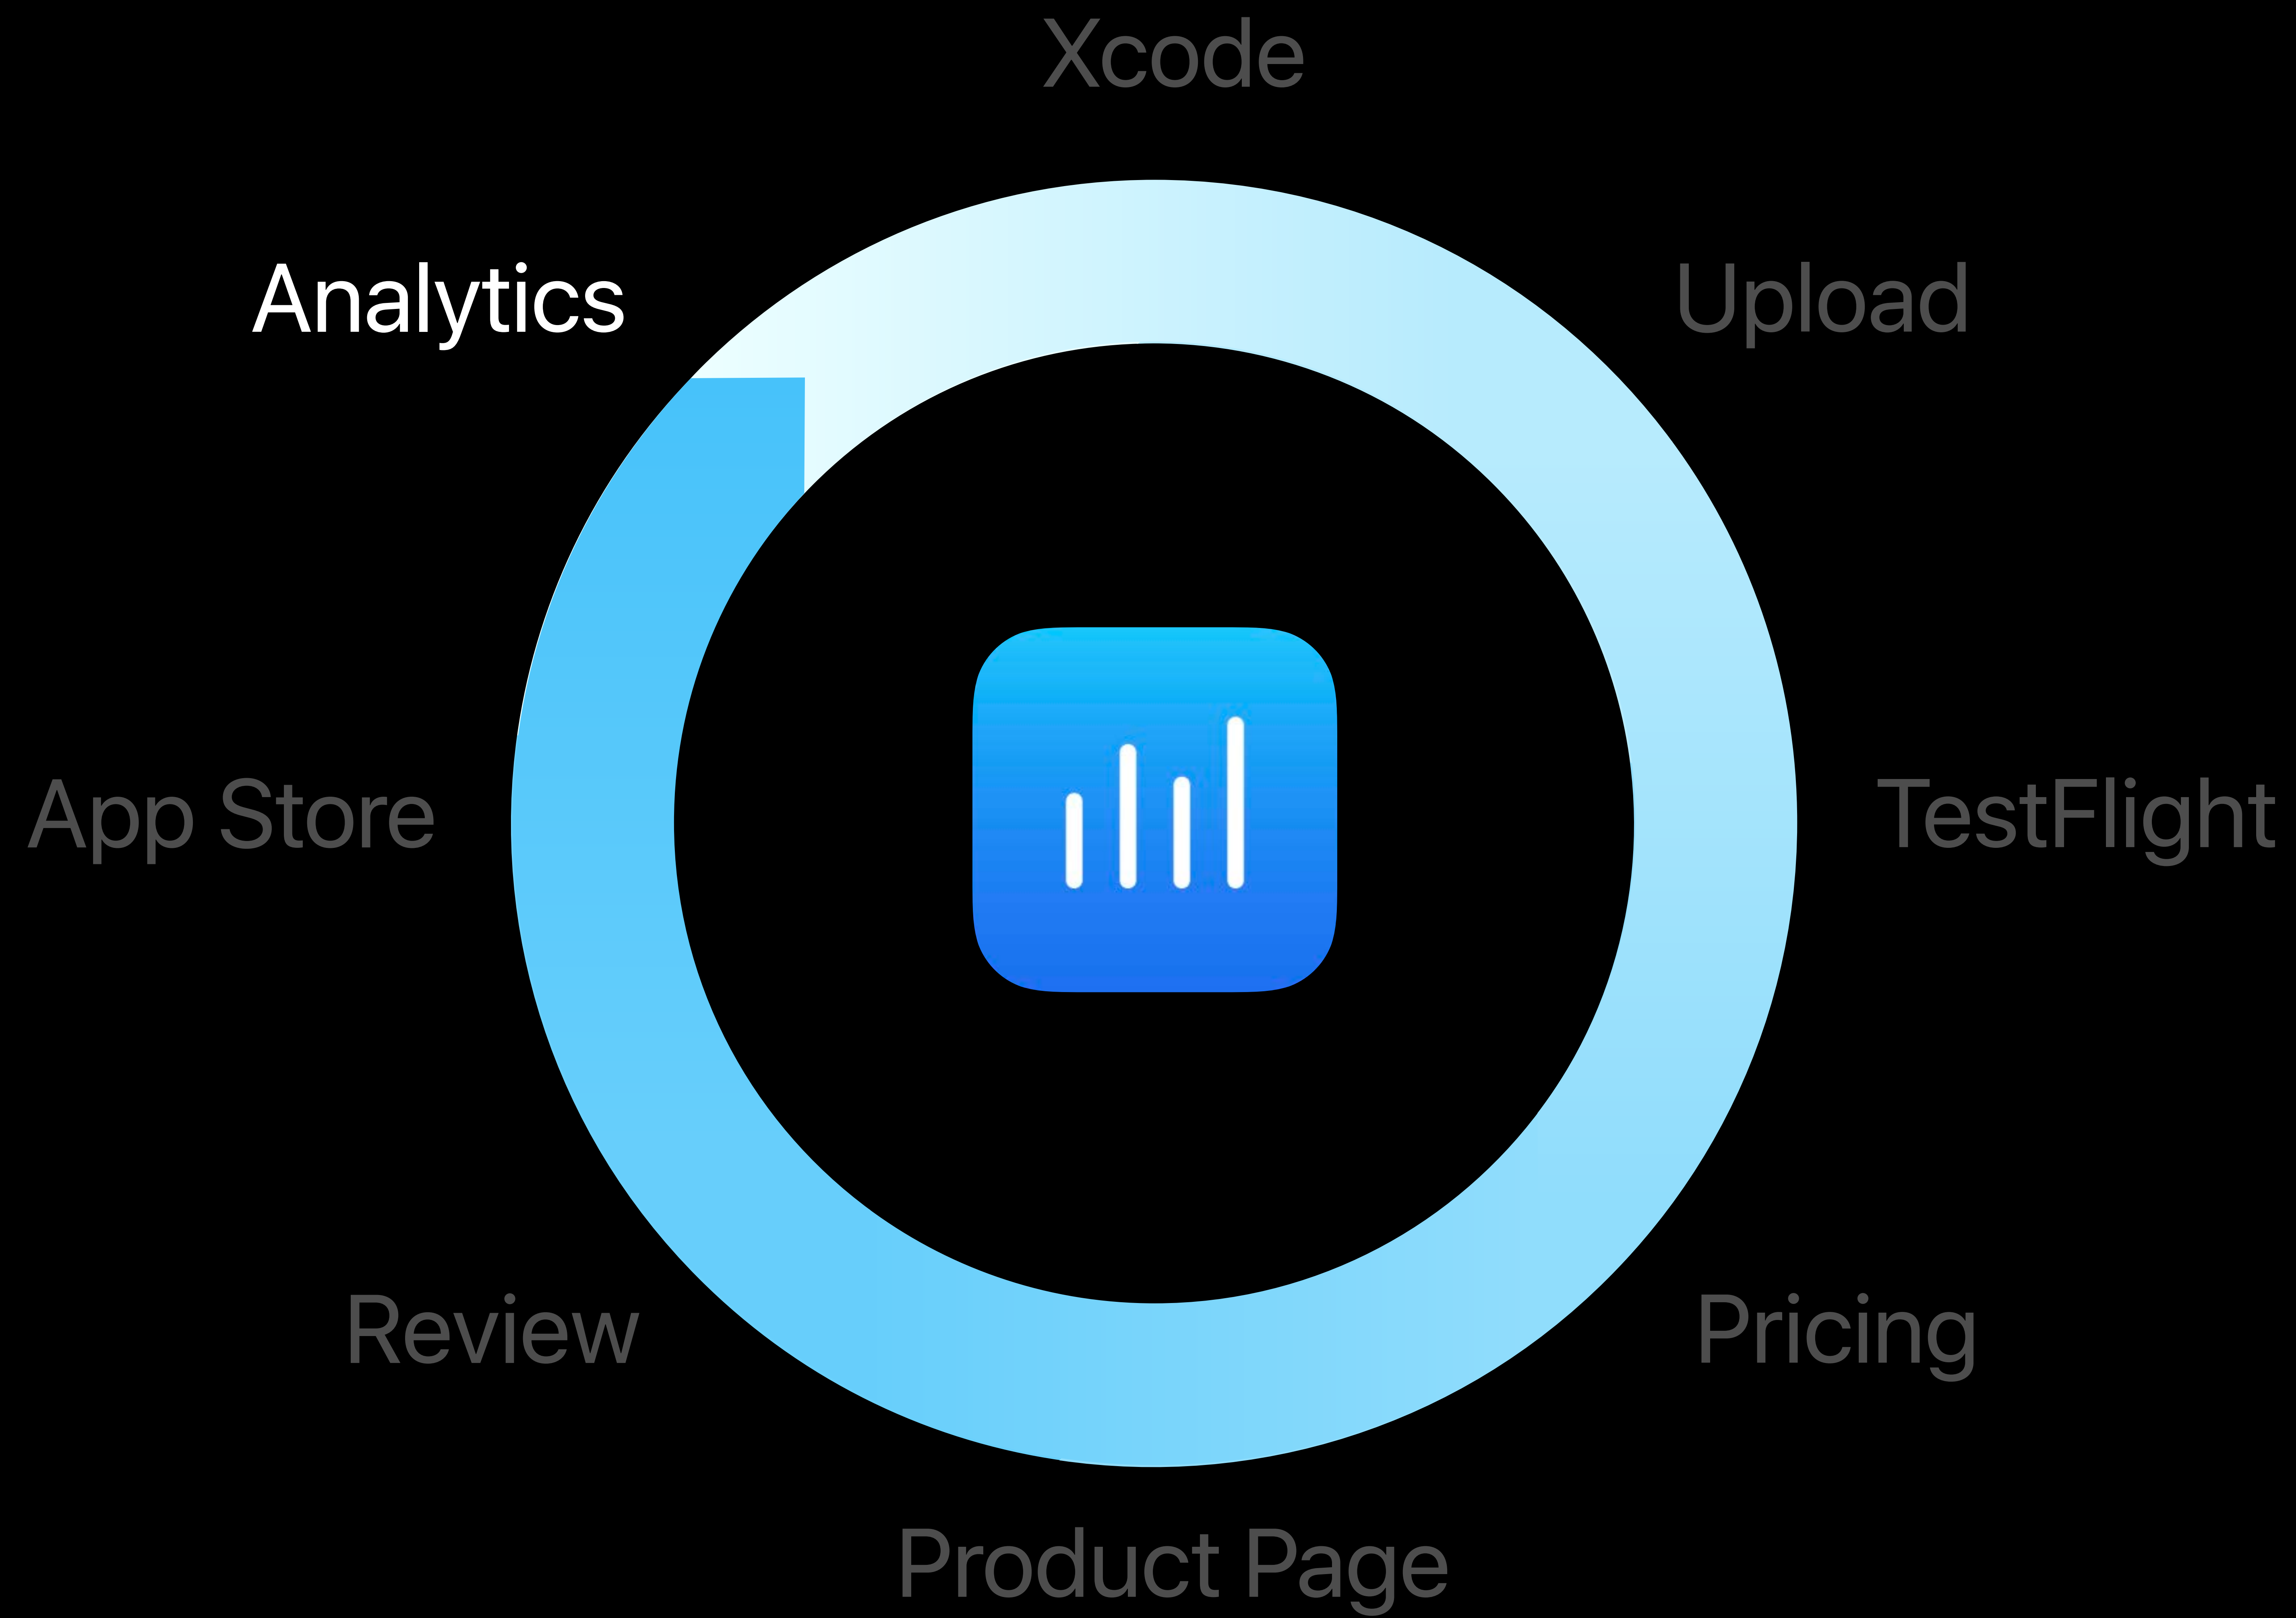 Xcode
Analytics
Upload
App Store
TestFlight
Review
Pricing
Product Page